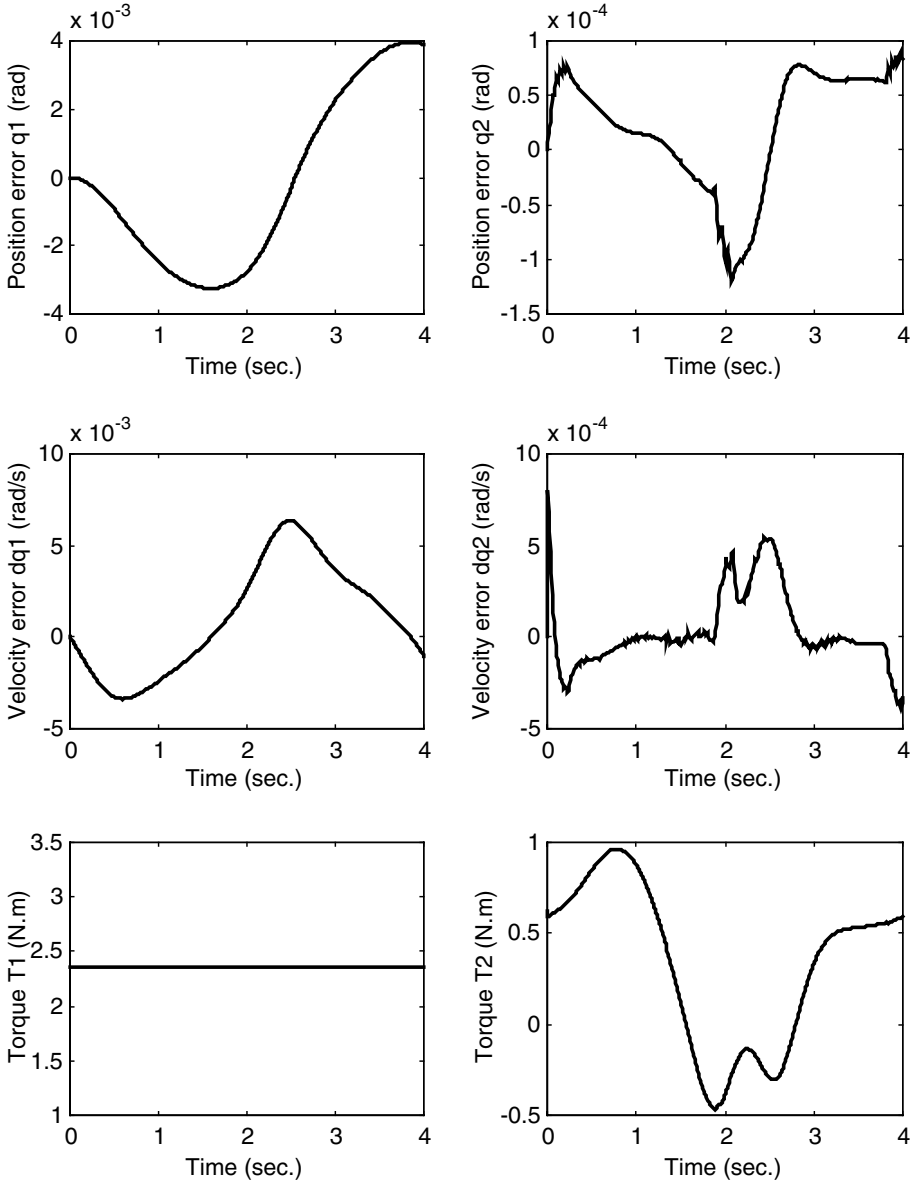 x 10-3
Position error q1 (rad)
4
2
0
-2
-4
0 1 2 3 4
Time (sec.)
x 10-4
Position error q2 (rad)
1
0.5
0
-0.5
-1
-1.5
0 1 2 3 4
Time (sec.)
x 10-3
Velocity error dq1 (rad/s)
10
5
0
-5
0 1 2 3 4
Time (sec.)
x 10-4
Velocity error dq2 (rad/s)
10
5
0
-5
0 1 2 3 4
Time (sec.)
Torque T1 (N.m)
3.5
3
2.5
2
1.5
1
0 1 2 3 4
Time (sec.)
Torque T2 (N.m)
1
0.5
0
-0.5
0 1 2 3 4
Time (sec.)